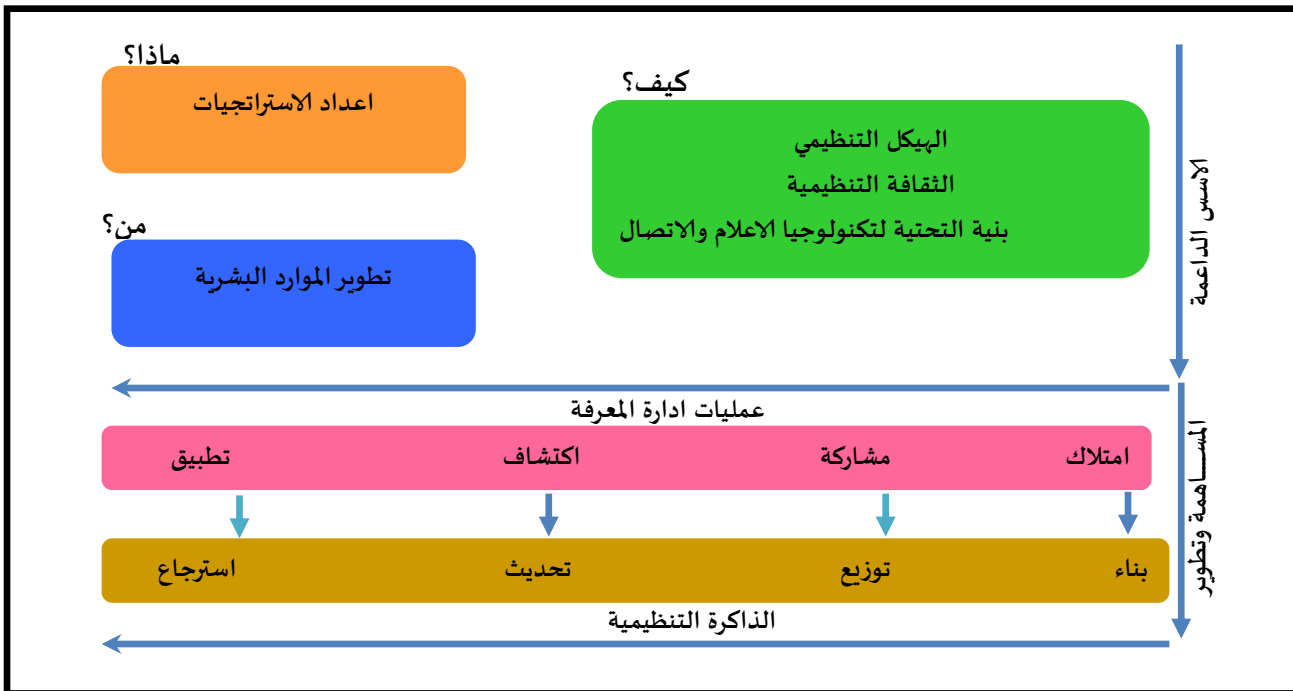 كيف؟
الهيكل التنظيمي
الثقافة التنظيمية
بنية التحتية لتكنولوجيا الاعلام والاتصال
ماذا؟
اعداد الاستراتجيات
من؟
تطوير الموارد البشرية
الاسس الداعمة
عمليات ادارة المعرفة
امتلاك مشاركة اكتشاف تطبيق
بناء توزيع تحديث استرجاع
الذاكرة التنظيمية
المســاهمة وتطوير